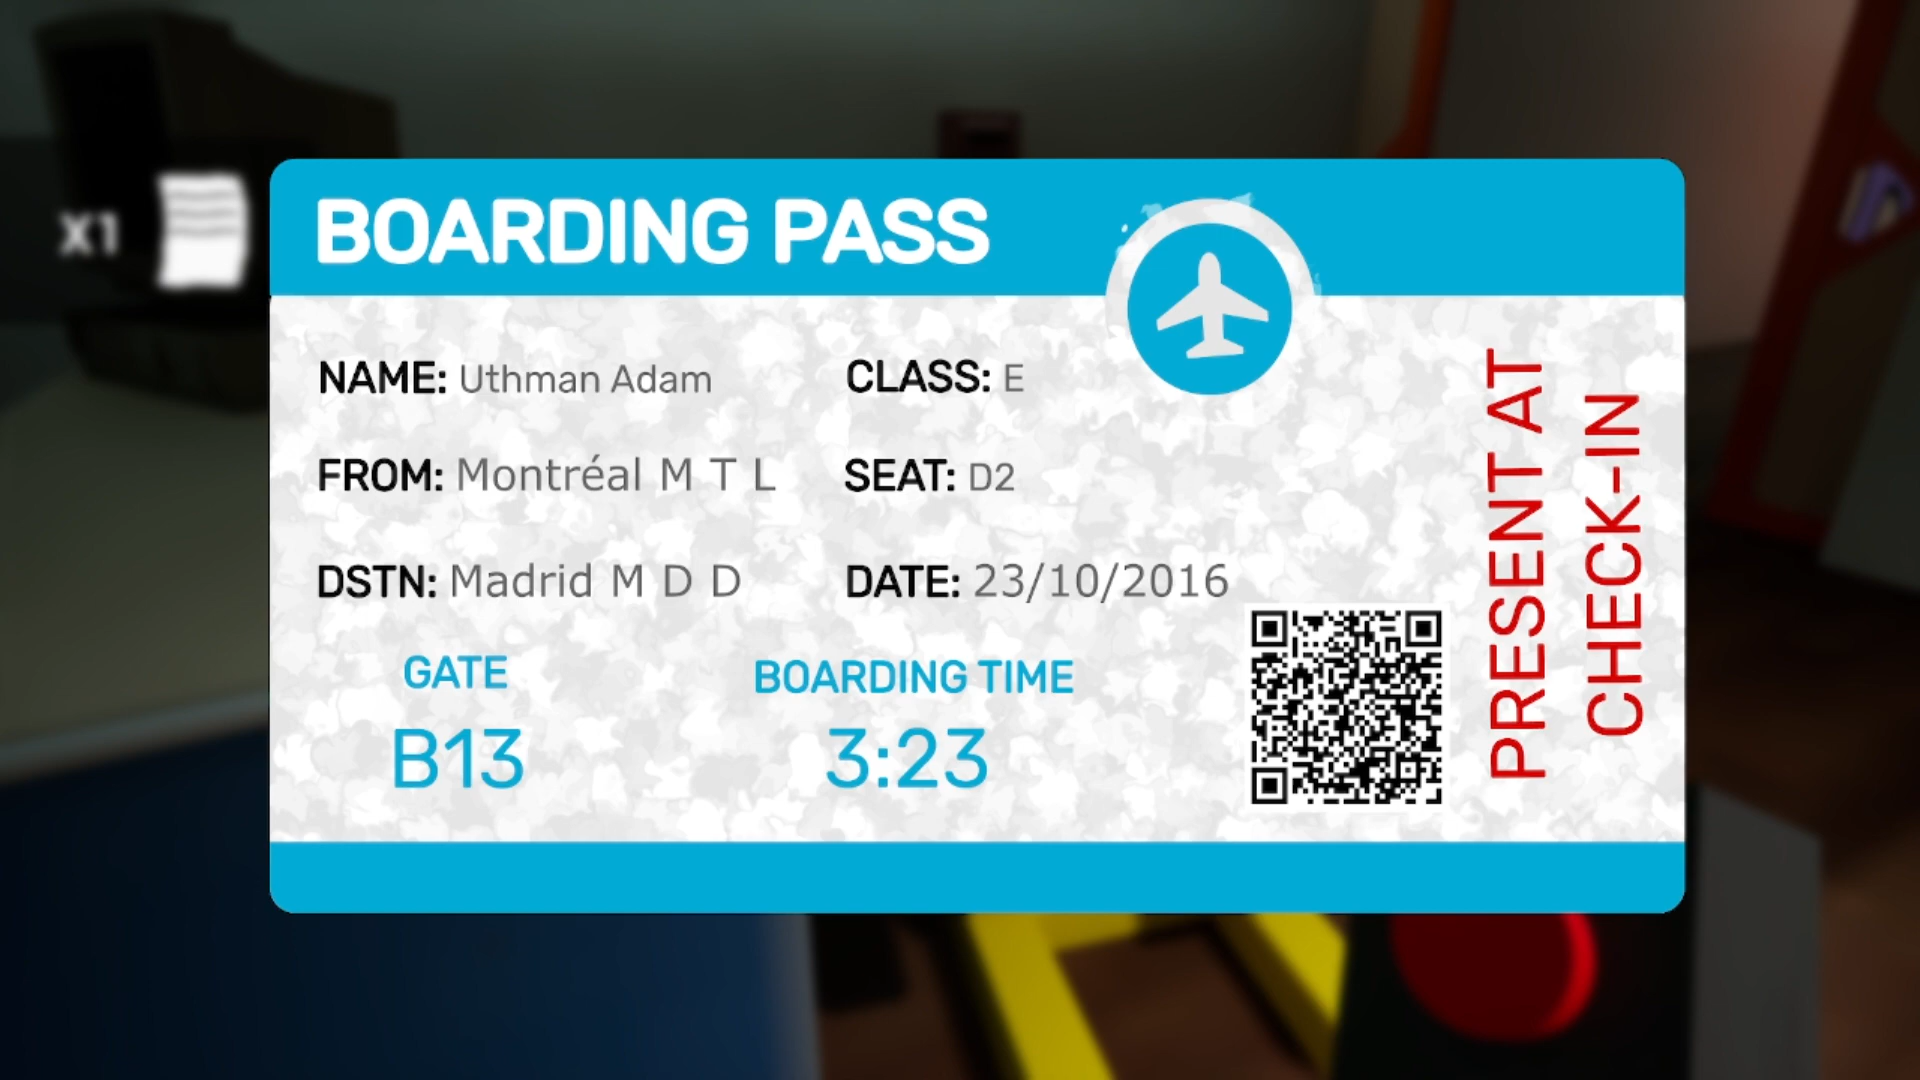 X1
BOARDING PASS
NAME: Uthman Adam
CLASS: E
FROM: Montréal M T L
SEAT: D2
DSTN: Madrid M D D
DATE: 23/10/2016
GATE
BOARDING TIME
B13
3:23
PRESENT AT
CHECK-IN